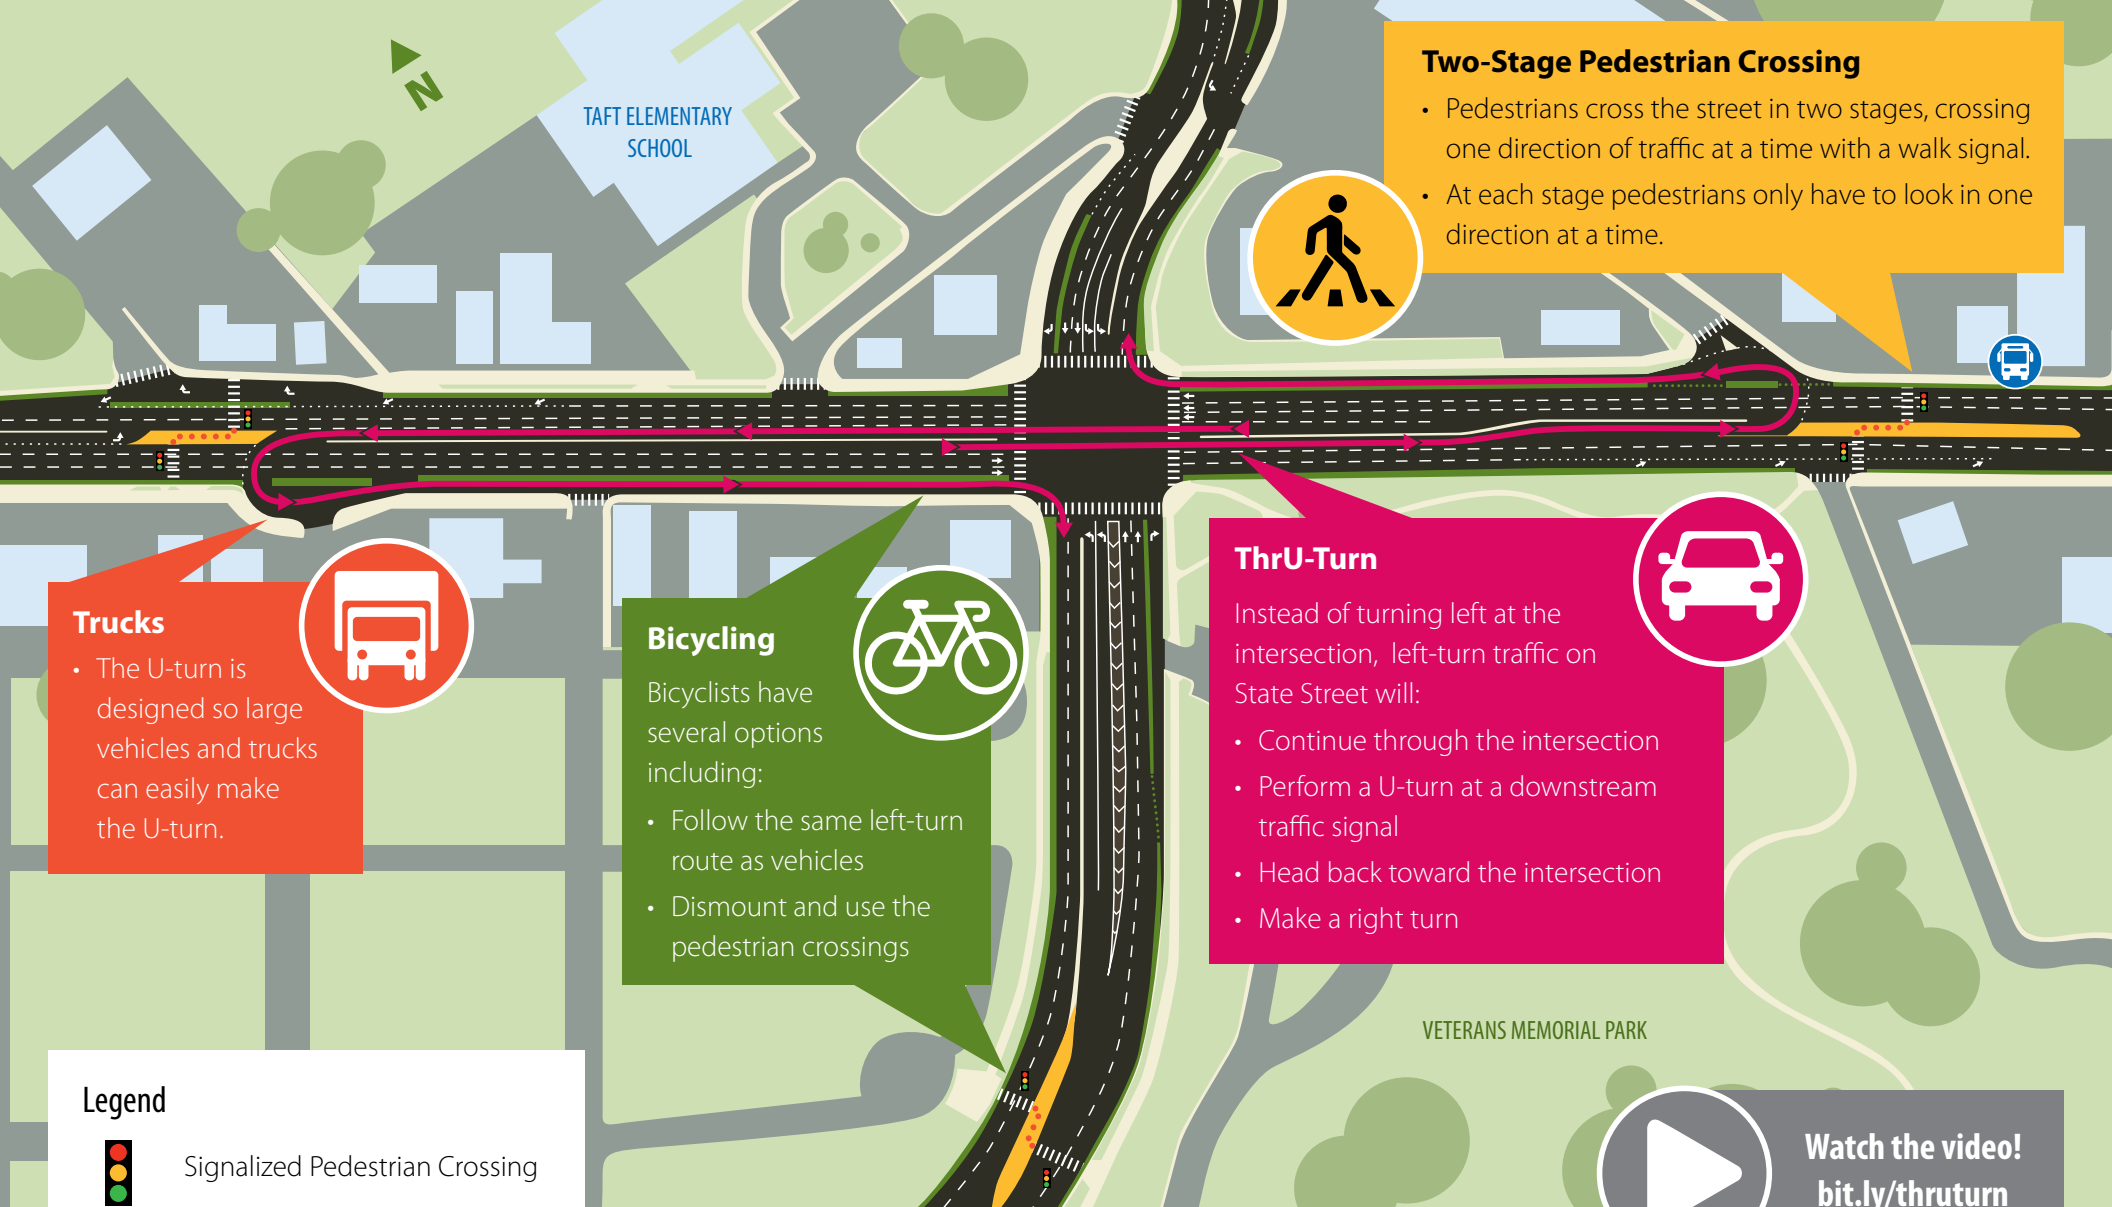 N
TAFT ELEMENTARY
SCHOOL
Two-Stage Pedestrian Crossing
• Pedestrians cross the street in two stages, crossing
one direction of traffic at a time with a walk signal.
• At each stage pedestrians only have to look in one
direction at a time.
Trucks
• The U-turn is
designed so large
vehicles and trucks
can easily make
the U-turn.
Bicycling
Bicyclists have
several options
including:
• Follow the same left-turn
route as vehicles
• Dismount and use the
pedestrian crossings
ThrU-Turn
Instead of turning left at the
intersection, left-turn traffic on
State Street will:
• Continue through the intersection
• Perform a U-turn at a downstream
traffic signal
• Head back toward the intersection
• Make a right turn
VETERANS MEMORIAL PARK
Legend
Signalized Pedestrian Crossing
Watch the video!
bit.ly/thruturn